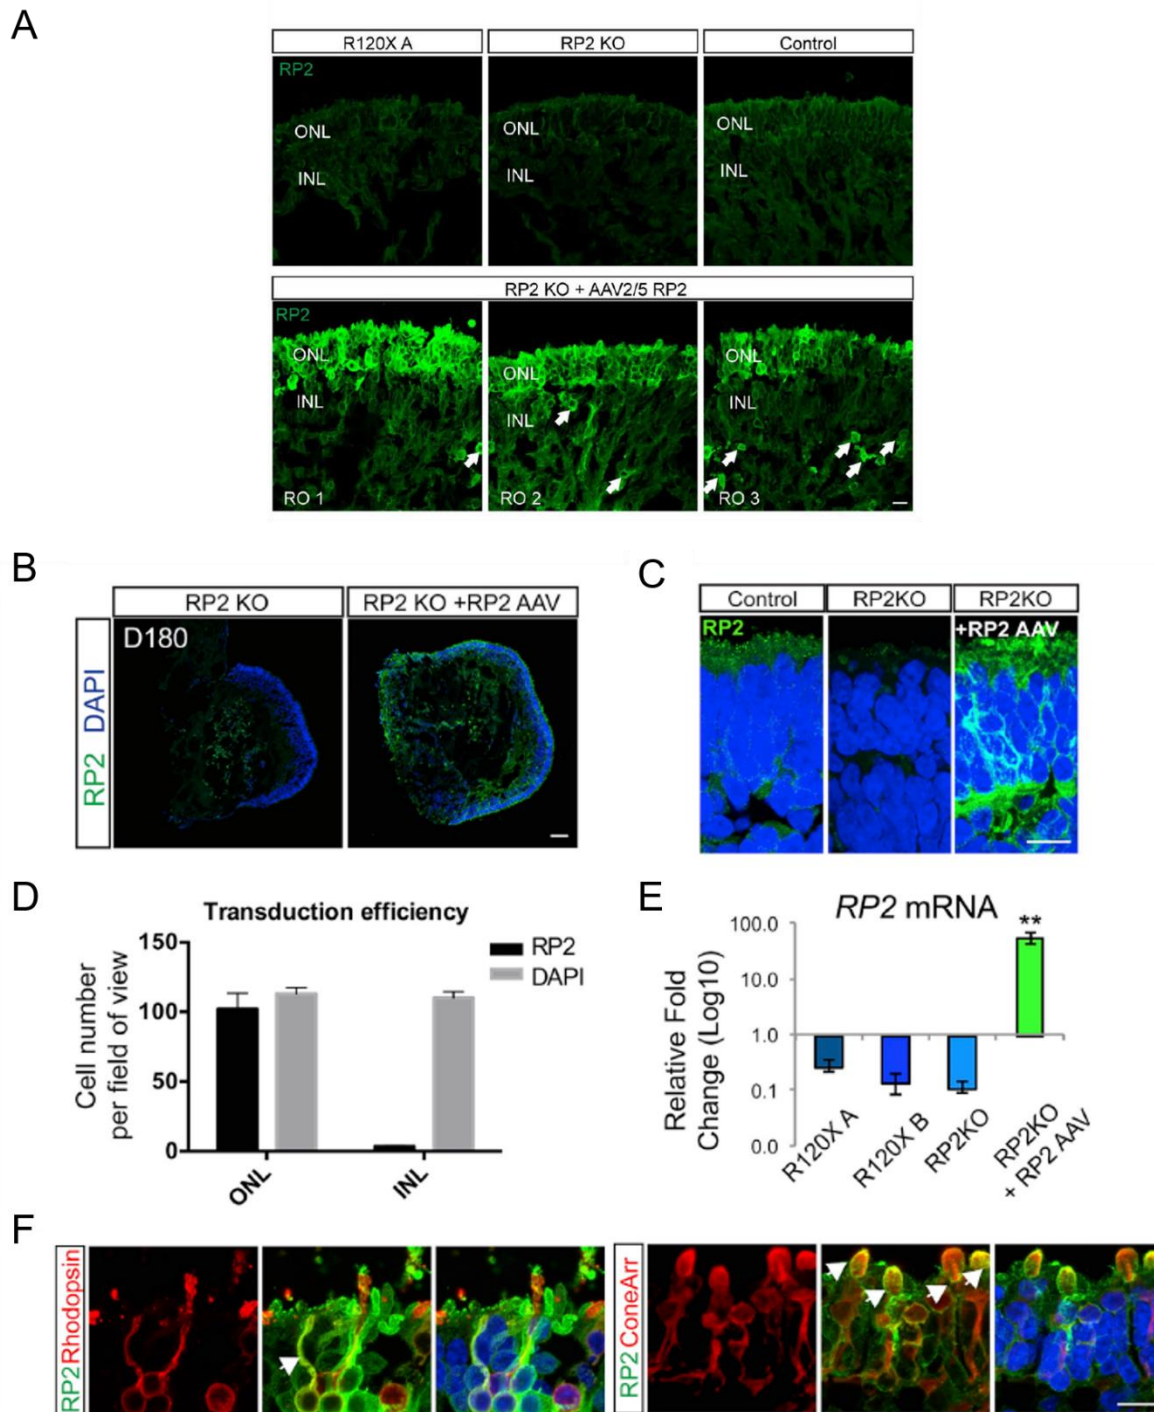 A
R120X A RP2 KO Control
RP2
ONL ONL ONL
INL INL INL
RP2 KO + AAV2/5 RP2
RP2
ONL ONL ONL
INL INL INL
RO 1 RO 2 RO 3
B
RP2 KO RP2 KO +RP2 AAV
D180
RP2 DAPI
C
Control RP2KO RP2KO
RP2 +RP2 AAV
D
Transduction efficiency
Cell number
per field of view
150
100
50
0
RP2
DAPI
ONL INL
E
RP2 mRNA
Relative Fold
Change (Log10)
100.0
10.0
1.0
0.1
0.0
**
R120X A
R120X B
RP2KO
RP2KO
+ RP2 AAV
F
RP2 Rhodopsin
RP2 ConeArr